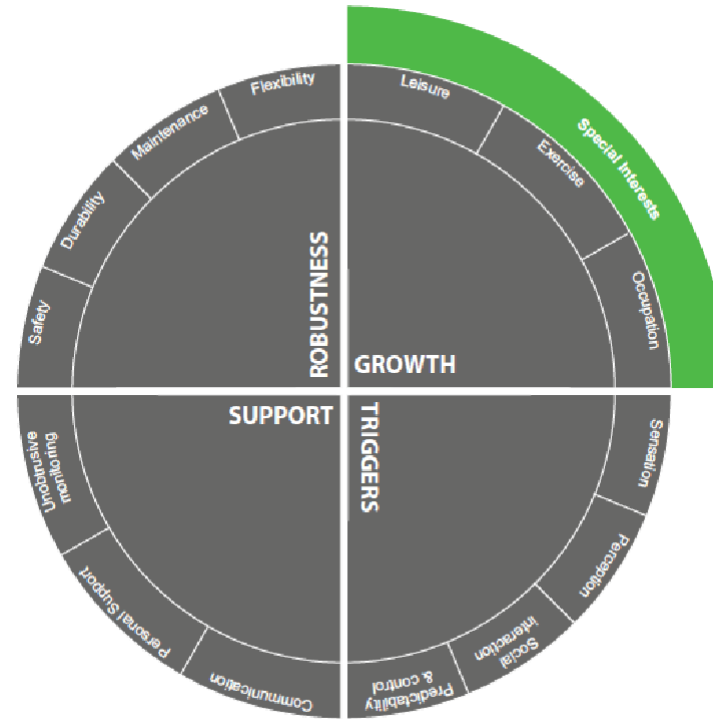 Flexibility
Maintenance
Durability
Safety
ROBUSTNESS
Leisure
Exercise
Occupation
Special Interests
GROWTH
SUPPORT
Unobtrusive
monitoring
Personal Support
Communication
TRIGGERS
Sensation
Perception
Social
interaction
Predictability
& control